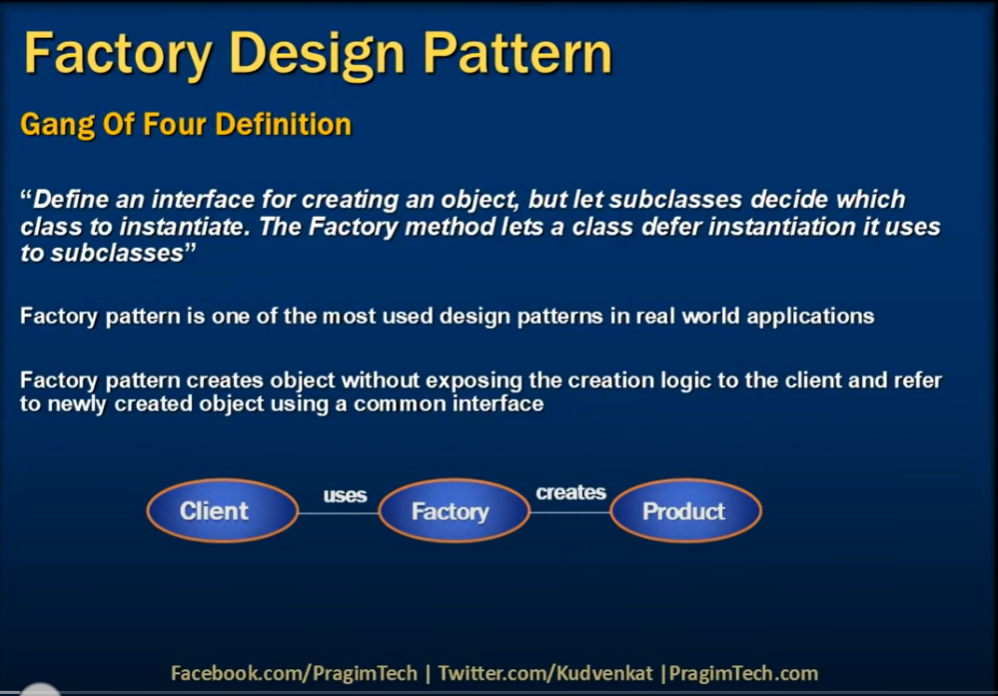 Factory Design Pattern
Gang Of Four Definition
“Define an interface for creating an object, but let subclasses decide which
class to instantiate. The Factory method lets a class defer instantiation it uses
to subclasses”
Factory pattern is one of the most used design patterns in real world applications
Factory pattern creates object without exposing the creation logic to the client and refer
to newly created object using a common interface
Client uses Factory creates Product
Facebook.com/PragimTech | Twitter.com/Kudvenkat |PragimTech.com